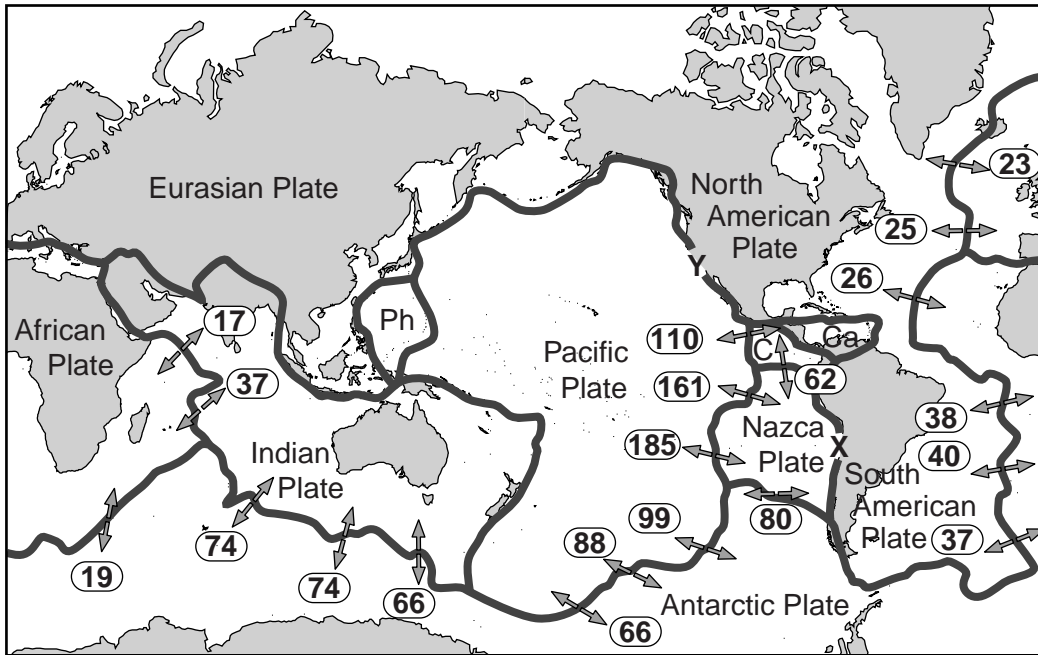 Eurasian Plate
North
American
Plate
23
25
26
Y
African
Plate
17
Ph
Pacific
Plate
110
C
Ca
161
62
37
38
Indian
Plate
185
Nazca
Plate
X
40
South
American
Plate
74
99
80
37
88
19
74
66
66
Antarctic Plate